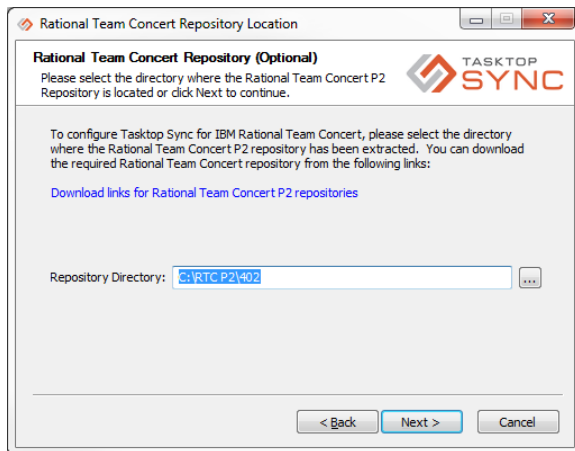 Rational Team Concert Repository Location
Rational Team Concert Repository (Optional)
Please select the directory where the Rational Team Concert P2
Repository is located or click Next to continue.
TASKTOP
SYNC
To configure Tasktop Sync for IBM Rational Team Concert, please select the directory
where the Rational Team Concert P2 repository has been extracted.  You can download
the required Rational Team Concert repository from the following links:
Download links for Rational Team Concert P2 repositories
Repository Directory: C:\RTC P2\402 ...
< Back Next > Cancel